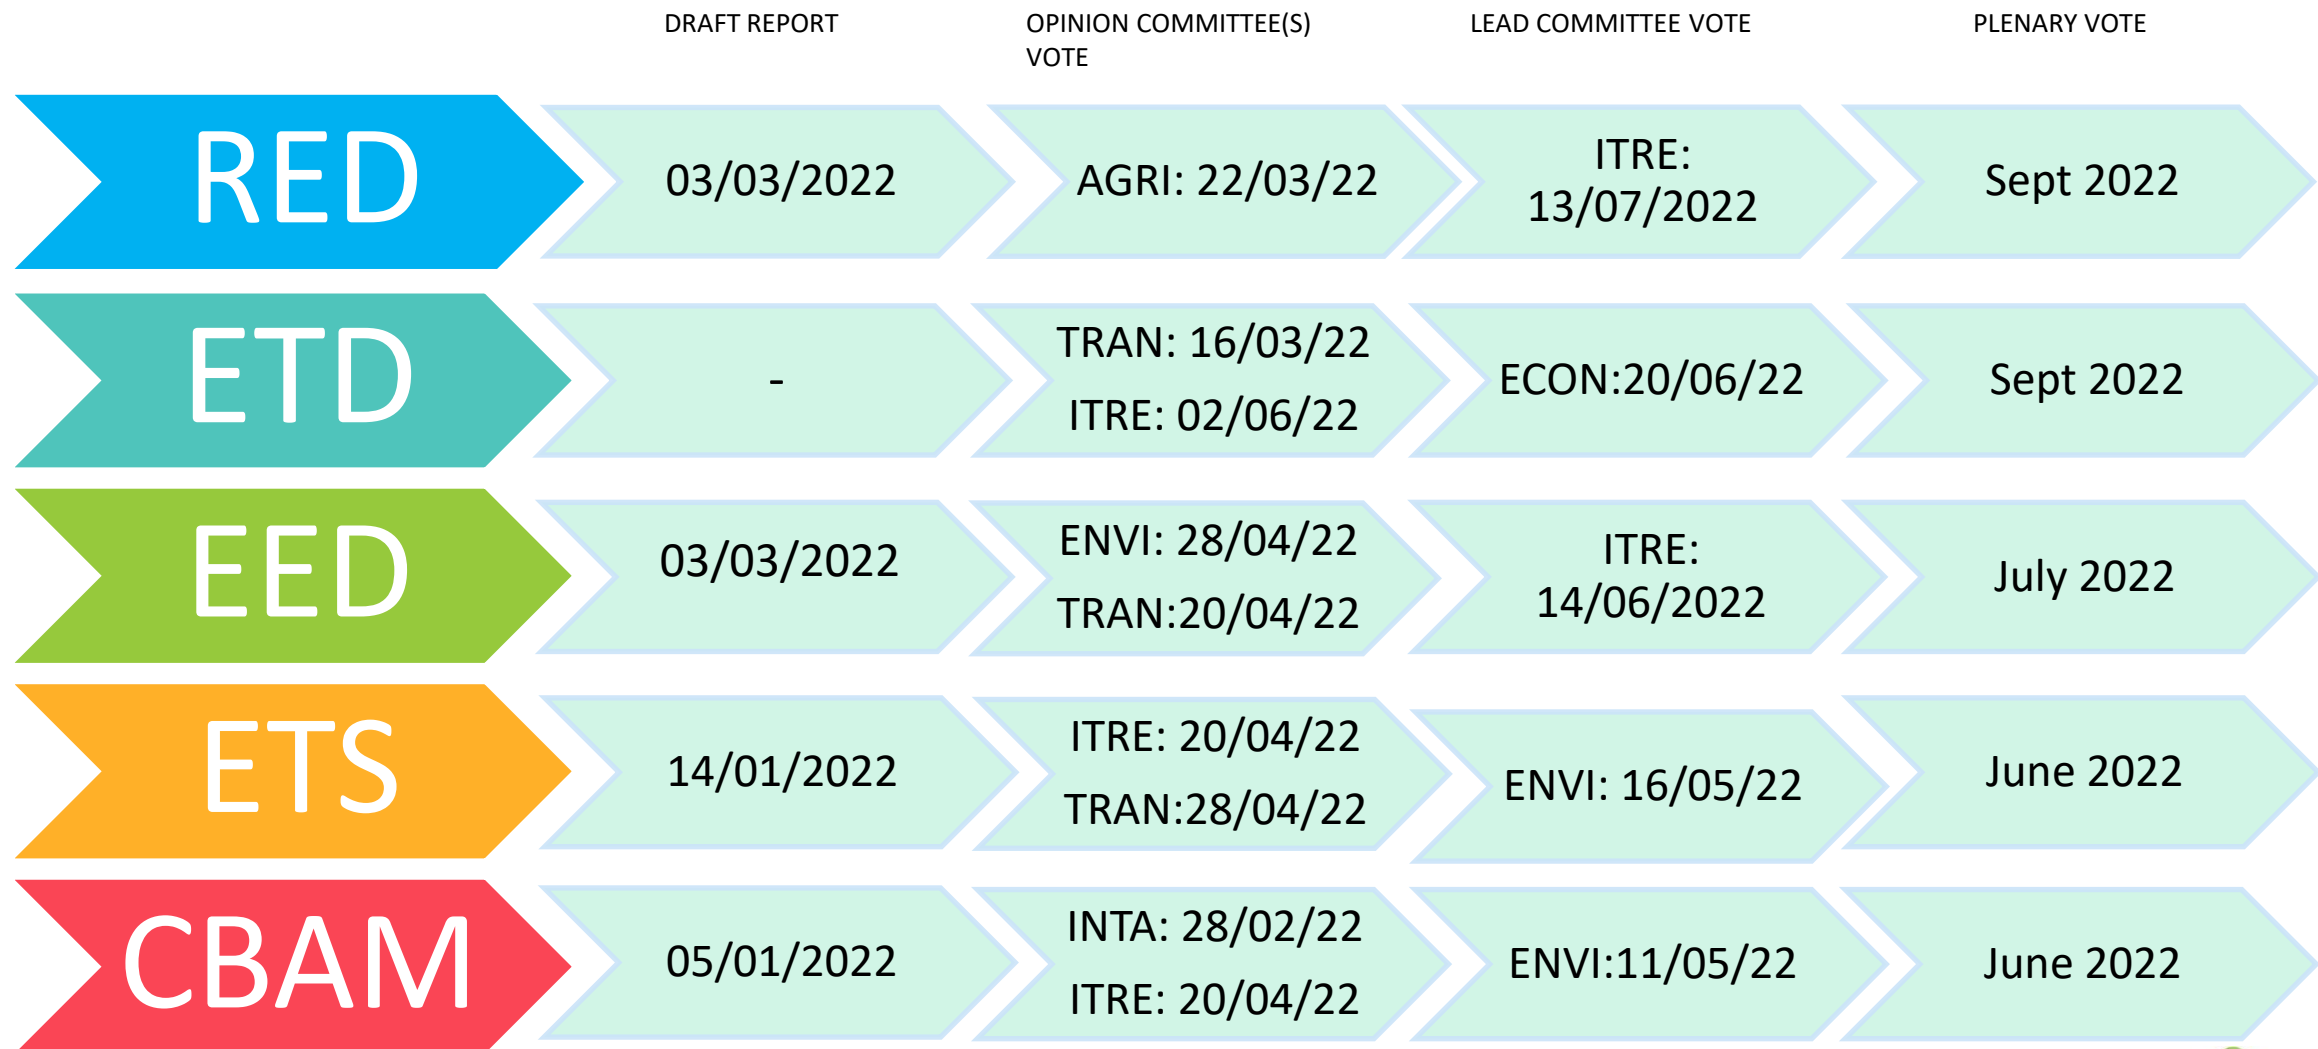 DRAFT REPORT
OPINION COMMITTEE(S)
VOTE
LEAD COMMITTEE VOTE
PLENARY VOTE
RED
03/03/2022
AGRI: 22/03/22
ITRE:
13/07/2022
Sept 2022
ETD
-
TRAN: 16/03/22
ITRE: 02/06/22
ECON:20/06/22
Sept 2022
EED
03/03/2022
ENVI: 28/04/22
TRAN:20/04/22
ITRE:
14/06/2022
July 2022
ETS
14/01/2022
ITRE: 20/04/22
TRAN:28/04/22
ENVI: 16/05/22
June 2022
CBAM
05/01/2022
INTA: 28/02/22
ITRE: 20/04/22
ENVI:11/05/22
June 2022